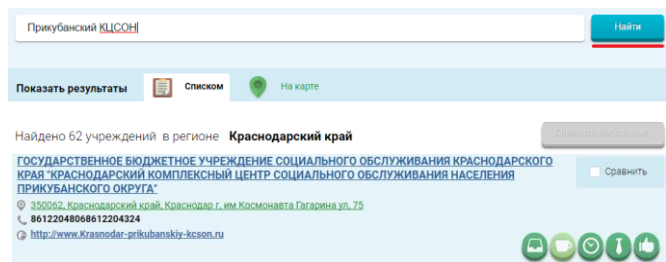 Прикубанский КЦСОН
Найти
Показать результаты Списком На карте
Найдено 62 учреждений в регионе Краснодарский край
Сравнить выбранные
ГОСУДАРСТВЕННОЕ БЮДЖЕТНОЕ УЧРЕЖДЕНИЕ СОЦИАЛЬНОГО ОБСЛУЖИВАНИЯ КРАСНОДАРСКОГО
КРАЯ "КРАСНОДАРСКИЙ КОМПЛЕКСНЫЙ ЦЕНТР СОЦИАЛЬНОГО ОБСЛУЖИВАНИЯ НАСЕЛЕНИЯ
ПРИКУБАНСКОГО ОКРУГА"
Сравнить
350062, Краснодарский край, Краснодар г, им Космонавта Гагарина ул, 75
86122048068612204324
http://www.Krasnodar-prikubanskiy-kcson.ru